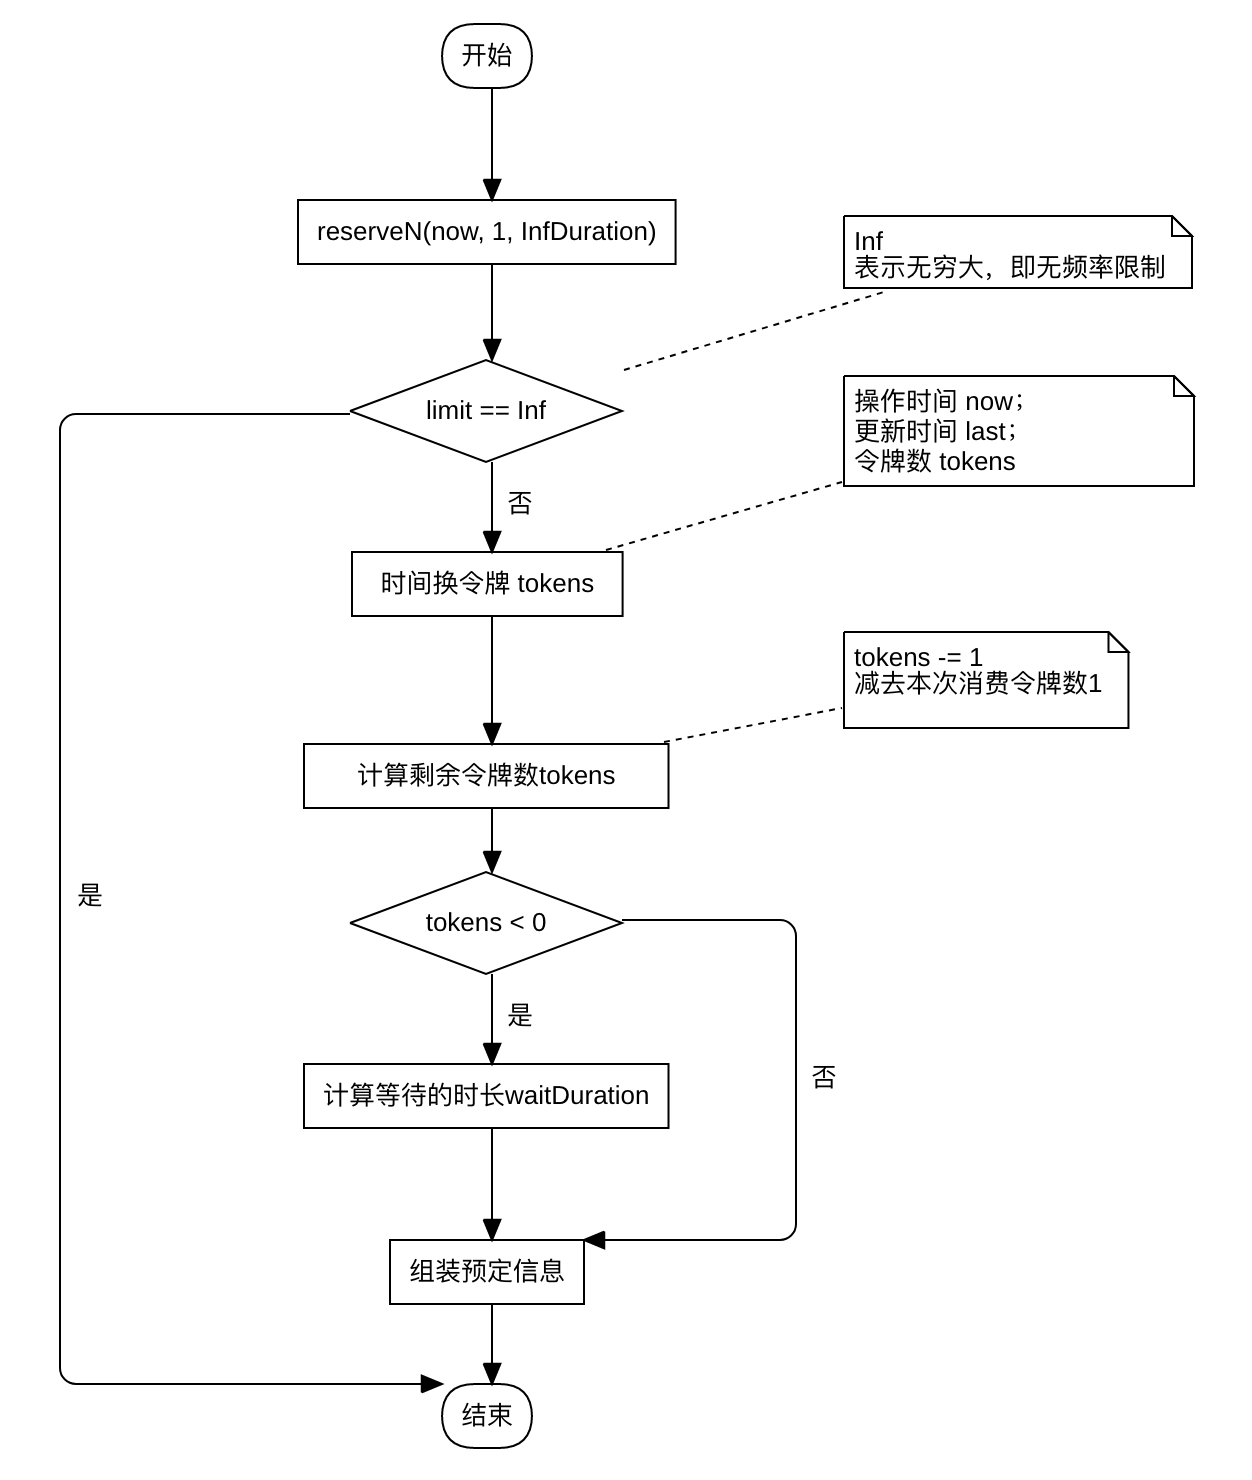 开始
reserveN(now, 1, InfDuration)
Inf
表示无穷大，即无频率限制
limit == Inf
操作时间 now；
更新时间 last；
令牌数 tokens
否
时间换令牌 tokens
tokens -= 1
减去本次消费令牌数1
计算剩余令牌数tokens
是
tokens < 0
是
计算等待的时长waitDuration
否
组装预定信息
结束